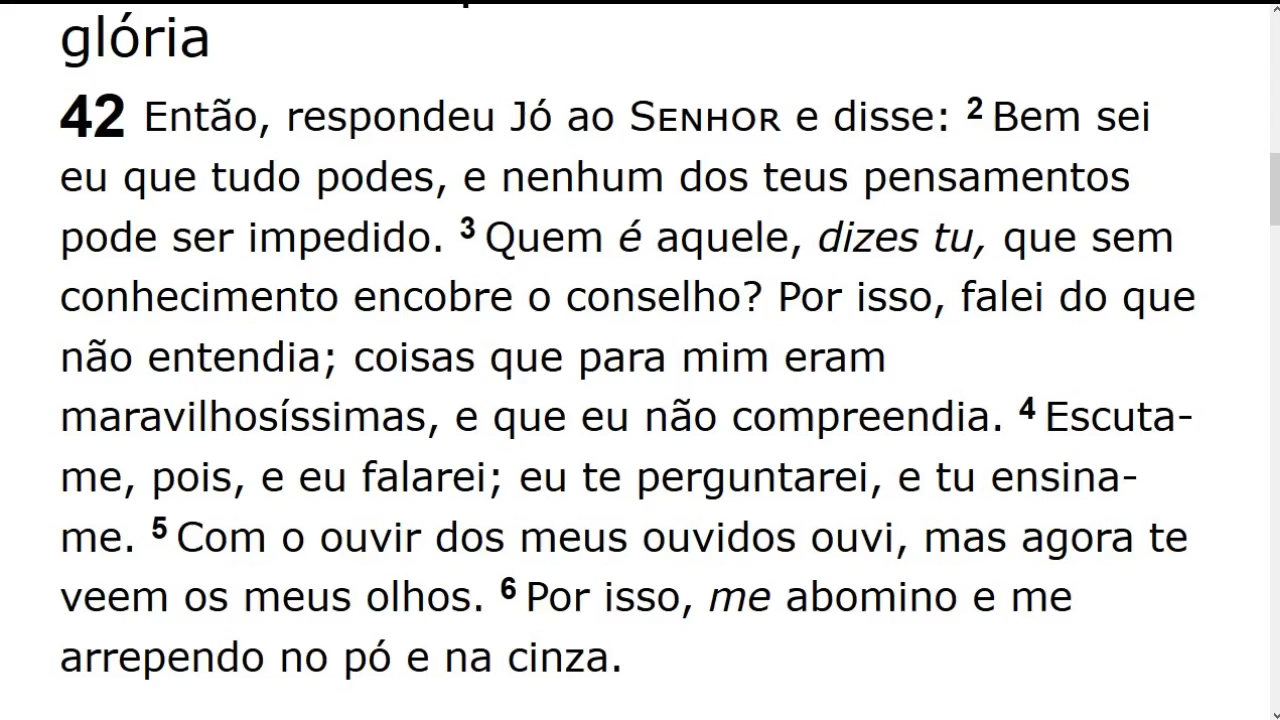 glória
42 Então, respondeu Jó ao SENHOR e disse: 2 Bem sei
eu que tudo podes, e nenhum dos teus pensamentos
pode ser impedido. 3 Quem é aquele, dizes tu, que sem
conhecimento encobre o conselho? Por isso, falei do que
não entendia; coisas que para mim eram
maravilhosíssimas, e que eu não compreendia. 4 Escuta-
me, pois, e eu falarei; eu te perguntarei, e tu ensina-
me. 5 Com o ouvir dos meus ouvidos ouvi, mas agora te
veem os meus olhos. 6 Por isso, me abomino e me
arrependo no pó e na cinza.